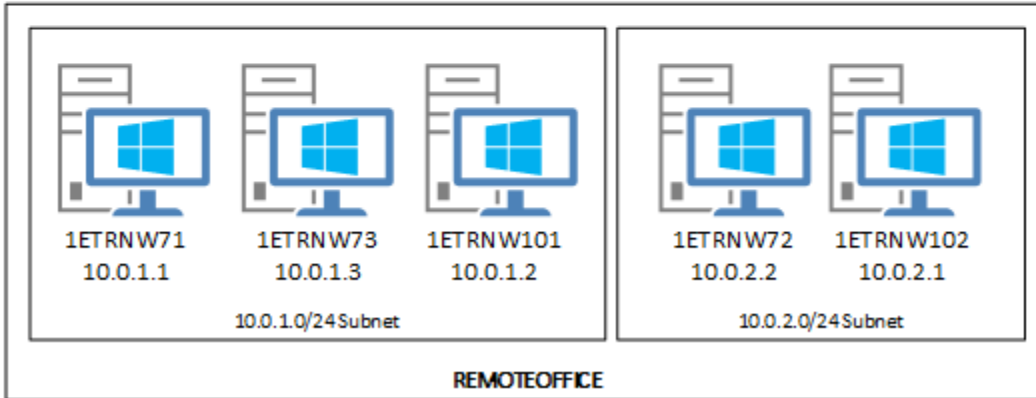 1ETRNW71 1ETRNW73 1ETRNW101 1ETRNW72 1ETRNW102
10.0.1.1 10.0.1.3 10.0.1.2 10.0.2.2 10.0.2.1
10.0.1.0/24 Subnet 10.0.2.0/24 Subnet
REMOTEOFFICE